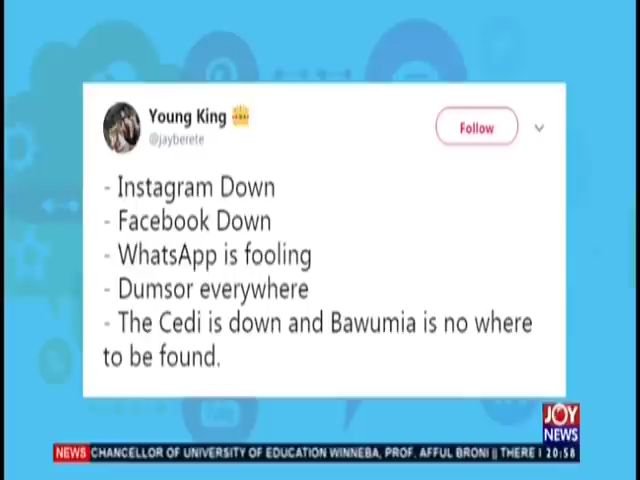 Young King
@jayberete
Follow
- Instagram Down
- Facebook Down
- WhatsApp is fooling
- Dumsor everywhere
- The Cedi is down and Bawumia is no where
to be found.
JOY
NEWS
NEWS CHANCELLOR OF UNIVERSITY OF EDUCATION WINNEBA, PROF. AFFUL BRONI || THERE I 20:58